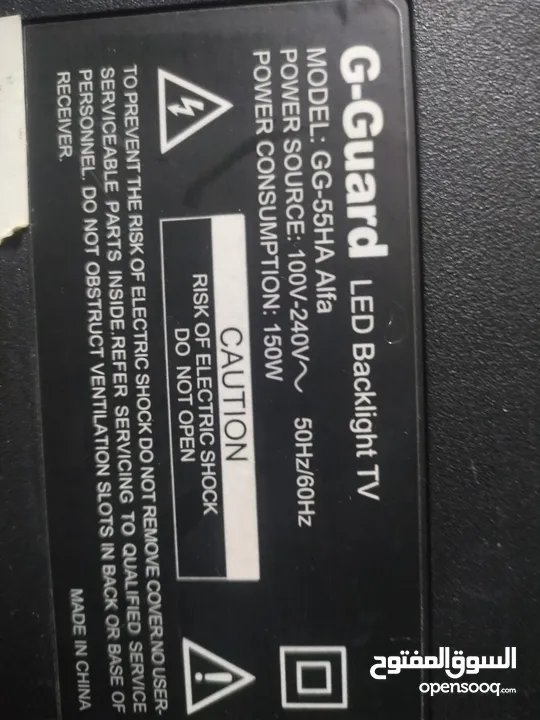 G-Guard LED Backlight TV
MODEL: GG-55HA Alfa
POWER SOURCE: 100V-240V~ 50Hz/60Hz
POWER CONSUMPTION: 150W
CAUTION
RISK OF ELECTRIC SHOCK
DO NOT OPEN
TO PREVENT THE RISK OF ELECTRIC SHOCK DO NOT REMOVE COVER.NO USER-
SERVICEABLE PARTS INSIDE.REFER SERVICING TO QUALIFIED SERVICE
PERSONNEL. DO NOT OBSTRUCT VENTILATION SLOTS IN BACK OR BASE OF
RECEIVER.
MADE IN CHINA
السوق المفتوح
opensooq.com